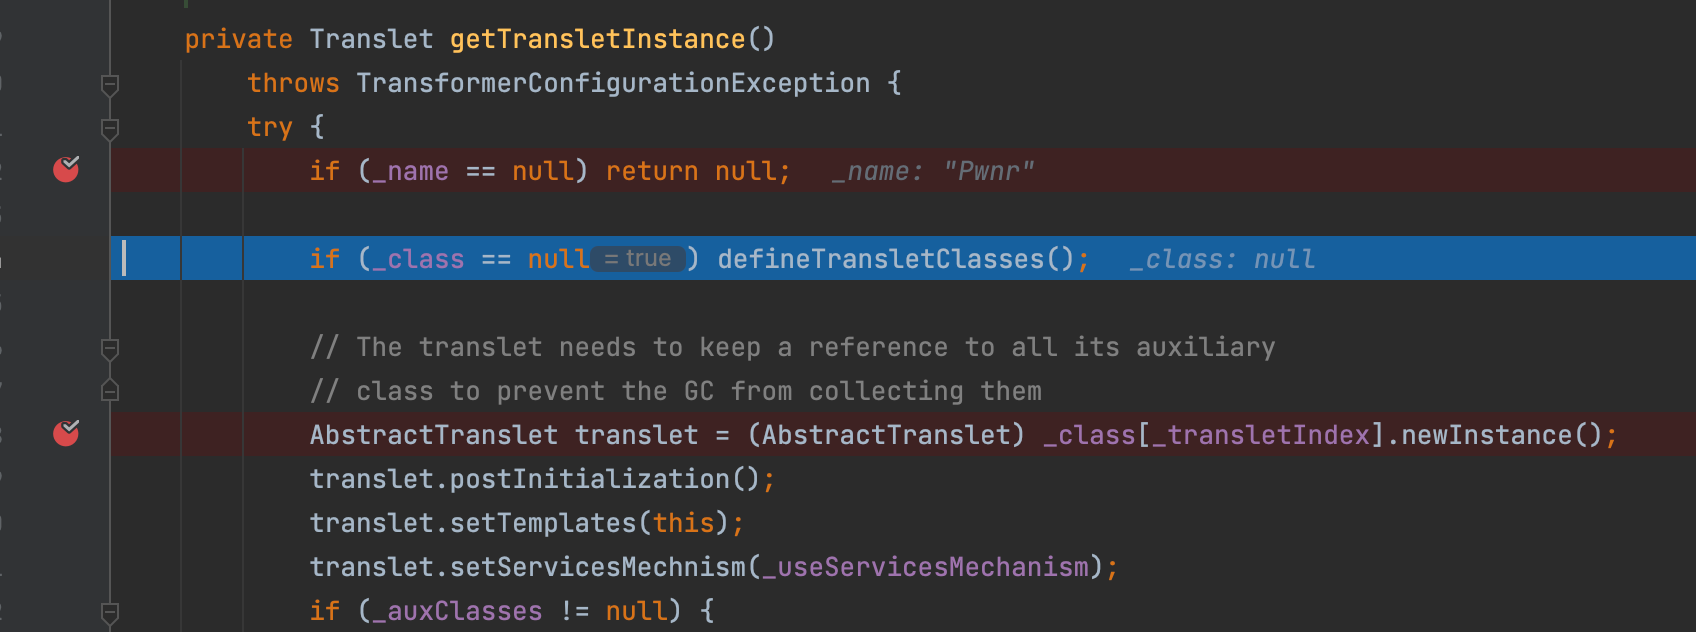 private Translet getTransletInstance()
throws TransformerConfigurationException {
try {
if (_name == null) return null; _name: "Pwnr"
if (_class == null = true ) defineTransletClasses(); _class: null
// The translet needs to keep a reference to all its auxiliary
// class to prevent the GC from collecting them
AbstractTranslet translet = (AbstractTranslet) _class[_transletIndex].newInstance();
translet.postInitialization();
translet.setTemplates(this);
translet.setServicesMechnism(_useServicesMechanism);
if (_auxClasses != null) {